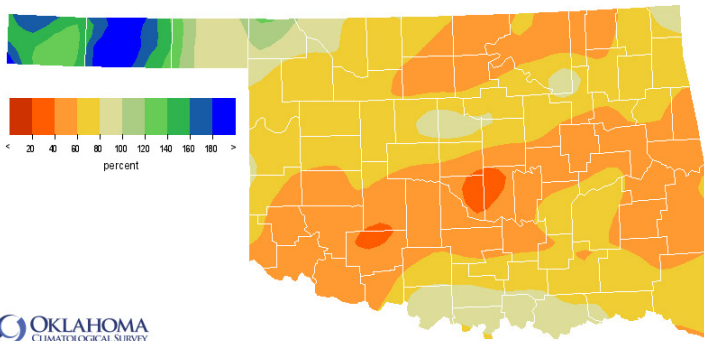 < 20 40 60 80 100 120 140 160 180 >
percent
OKLAHOMA
CLIMATOLOGICAL SURVEY